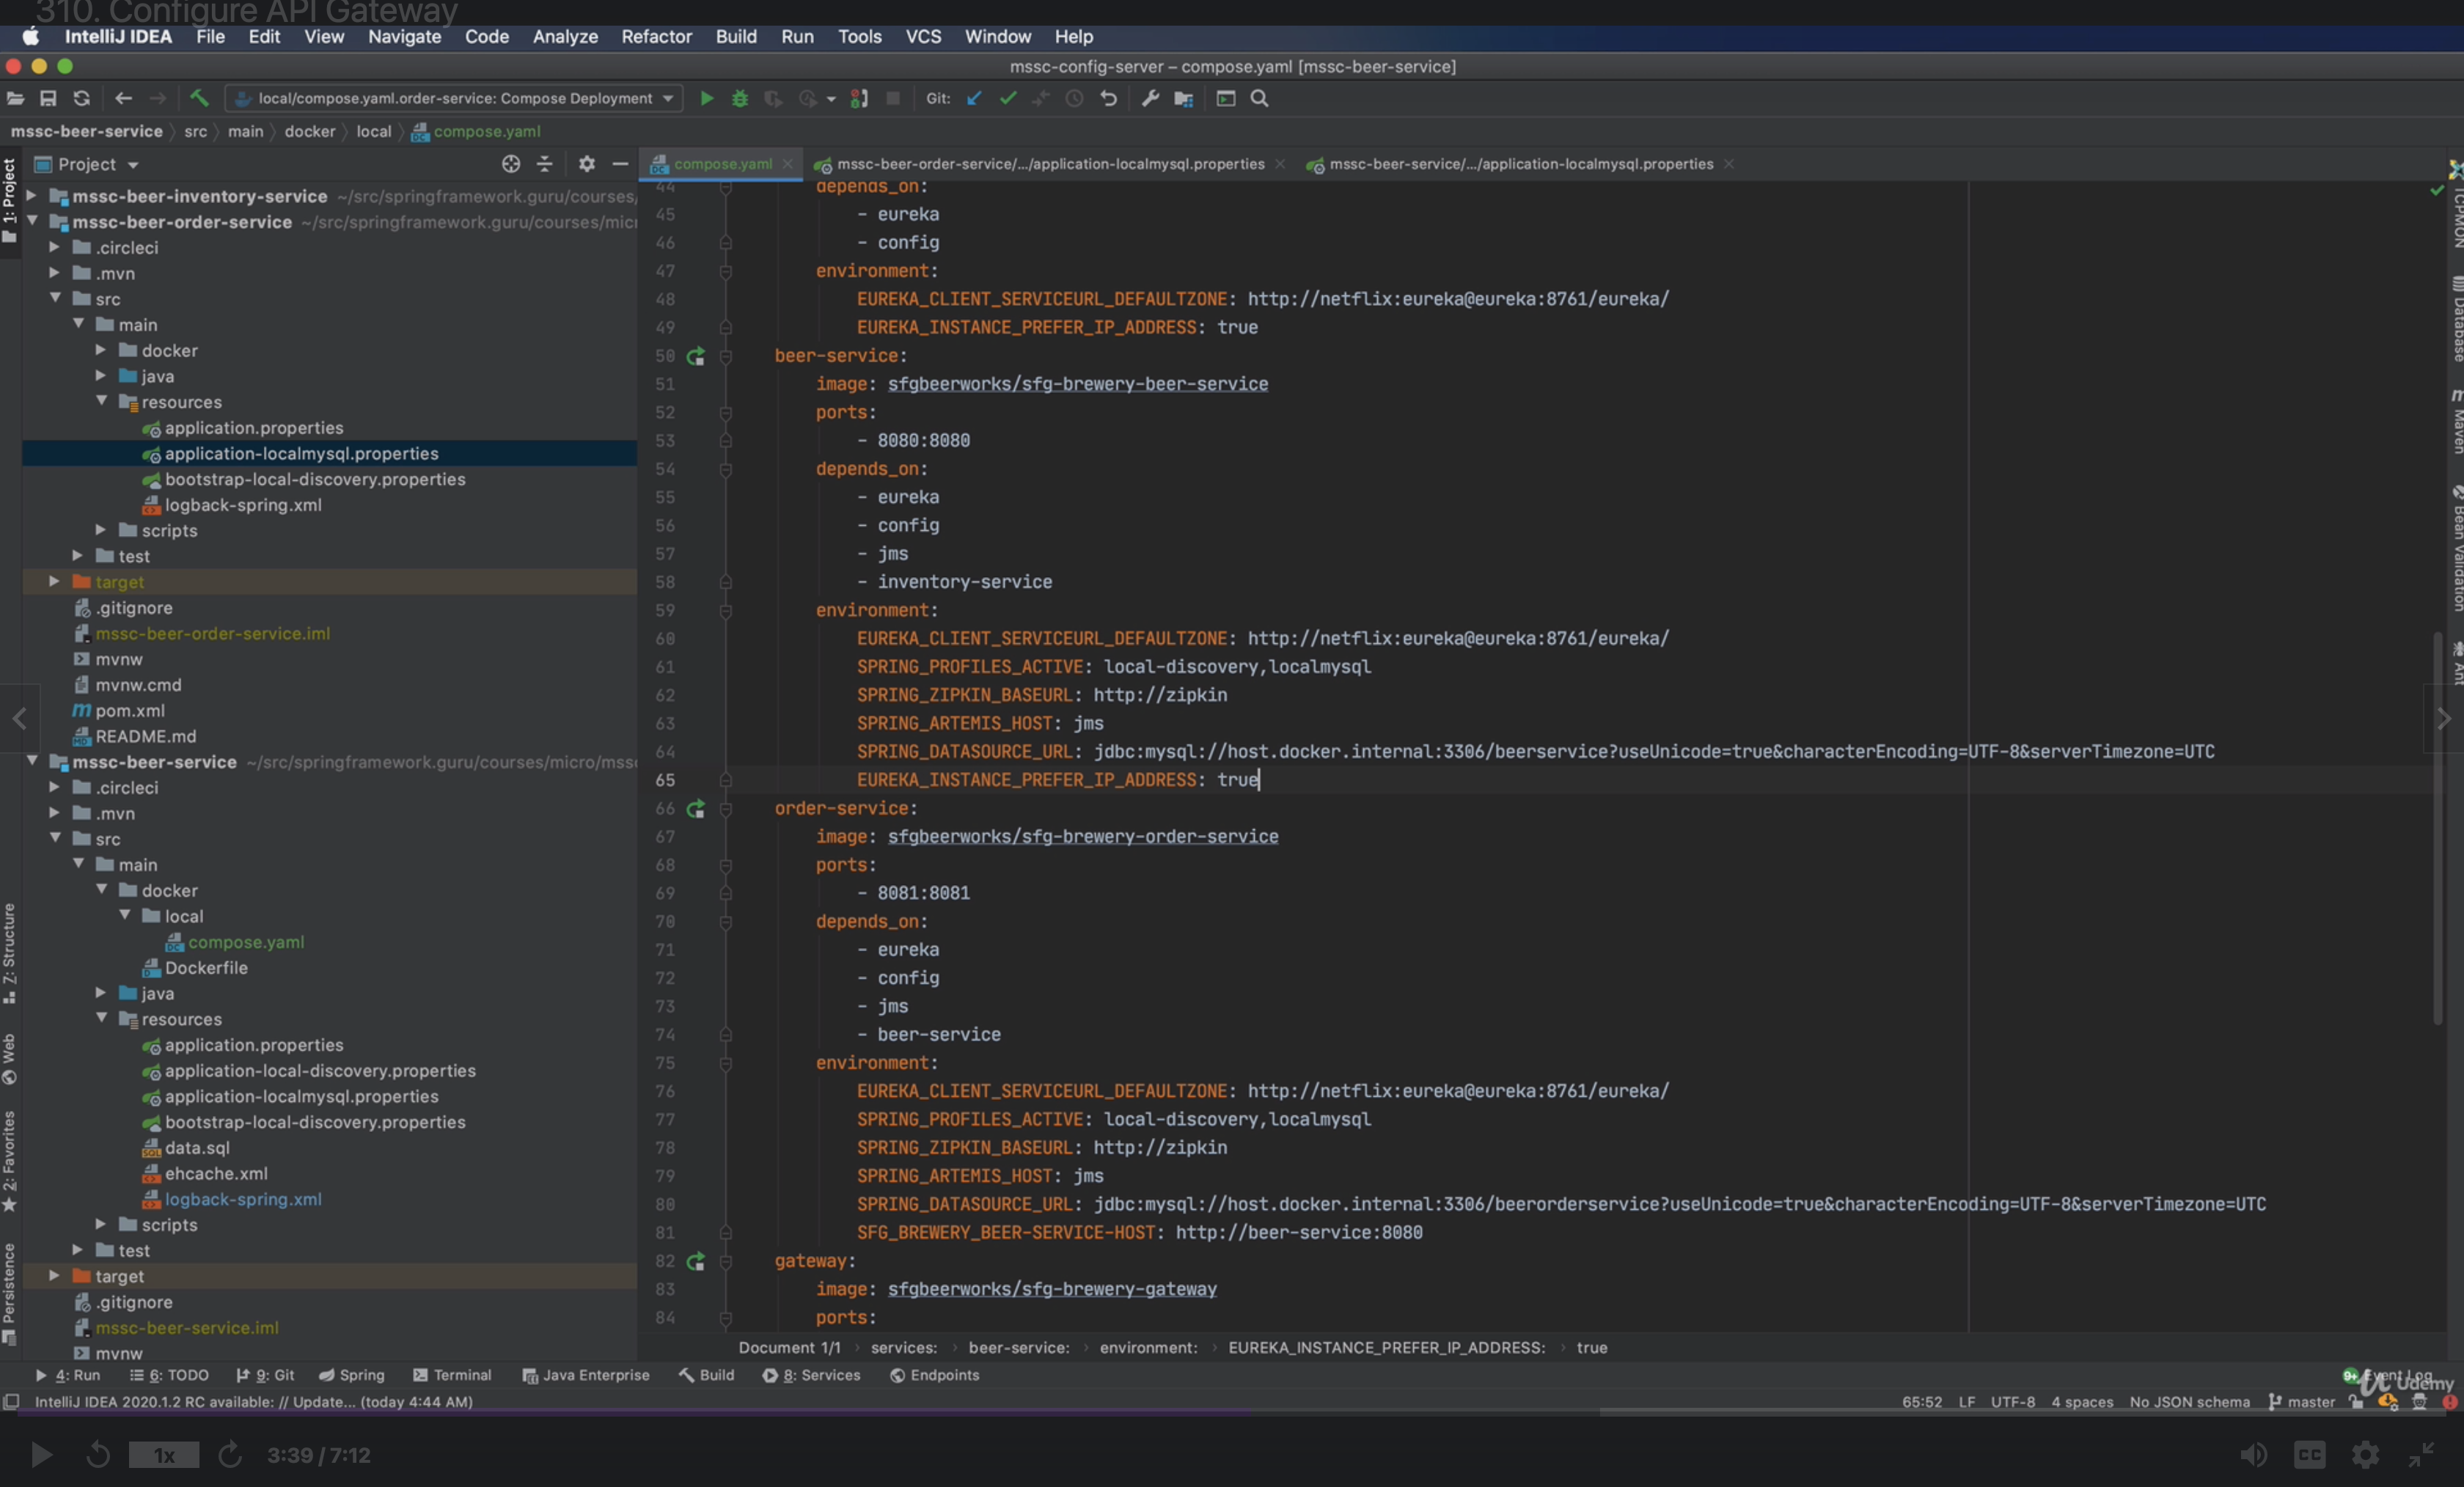 310. Configure API Gateway
IntelliJ IDEA File Edit View Navigate Code Analyze Refactor Build Run Tools VCS Window Help
mssc-config-server – compose.yaml [mssc-beer-service]
local/compose.yaml.order-service: Compose Deployment Git:
mssc-beer-service src main docker local compose.yaml
Project
compose.yaml mssc-beer-order-service/.../application-localmysql.properties mssc-beer-service/.../application-localmysql.properties
1: Project
Z: Structure
Web
2: Favorites
Persistence
mssc-beer-inventory-service ~/src/springframework.guru/courses/
mssc-beer-order-service ~/src/springframework.guru/courses/micr
.circleci
.mvn
src
main
docker
java
resources
application.properties
application-localmysql.properties
bootstrap-local-discovery.properties
logback-spring.xml
scripts
test
target
.gitignore
mssc-beer-order-service.iml
mvnw
mvnw.cmd
pom.xml
README.md
mssc-beer-service ~/src/springframework.guru/courses/micro/mssc
.circleci
.mvn
src
main
docker
local
compose.yaml
Dockerfile
java
resources
application.properties
application-local-discovery.properties
application-localmysql.properties
bootstrap-local-discovery.properties
data.sql
ehcache.xml
logback-spring.xml
scripts
test
target
.gitignore
mssc-beer-service.iml
mvnw
44 depends_on:
45 - eureka
46 - config
47 environment:
48 EUREKA_CLIENT_SERVICEURL_DEFAULTZONE: http://netflix:eureka@eureka:8761/eureka/
49 EUREKA_INSTANCE_PREFER_IP_ADDRESS: true
50 beer-service:
51 image: sfgbeerworks/sfg-brewery-beer-service
52 ports:
53 - 8080:8080
54 depends_on:
55 - eureka
56 - config
57 - jms
58 - inventory-service
59 environment:
60 EUREKA_CLIENT_SERVICEURL_DEFAULTZONE: http://netflix:eureka@eureka:8761/eureka/
61 SPRING_PROFILES_ACTIVE: local-discovery,localmysql
62 SPRING_ZIPKIN_BASEURL: http://zipkin
63 SPRING_ARTEMIS_HOST: jms
64 SPRING_DATASOURCE_URL: jdbc:mysql://host.docker.internal:3306/beerservice?useUnicode=true&characterEncoding=UTF-8&serverTimezone=UTC
65 EUREKA_INSTANCE_PREFER_IP_ADDRESS: true
66 order-service:
67 image: sfgbeerworks/sfg-brewery-order-service
68 ports:
69 - 8081:8081
70 depends_on:
71 - eureka
72 - config
73 - jms
74 - beer-service
75 environment:
76 EUREKA_CLIENT_SERVICEURL_DEFAULTZONE: http://netflix:eureka@eureka:8761/eureka/
77 SPRING_PROFILES_ACTIVE: local-discovery,localmysql
78 SPRING_ZIPKIN_BASEURL: http://zipkin
79 SPRING_ARTEMIS_HOST: jms
80 SPRING_DATASOURCE_URL: jdbc:mysql://host.docker.internal:3306/beerorderservice?useUnicode=true&characterEncoding=UTF-8&serverTimezone=UTC
81 SFG_BREWERY_BEER-SERVICE-HOST: http://beer-service:8080
82 gateway:
83 image: sfgbeerworks/sfg-brewery-gateway
84 ports:
TCPMON
Database
Maven
Bean Validation
Ant
Document 1/1 services: beer-service: environment: EUREKA_INSTANCE_PREFER_IP_ADDRESS: true
4: Run 6: TODO 9: Git Spring Terminal Java Enterprise Build 8: Services Endpoints Event Log
Udemy
IntelliJ IDEA 2020.1.2 RC available: // Update... (today 4:44 AM) 65:52 LF UTF-8 4 spaces No JSON schema master
1x 3:39 / 7:12 CC